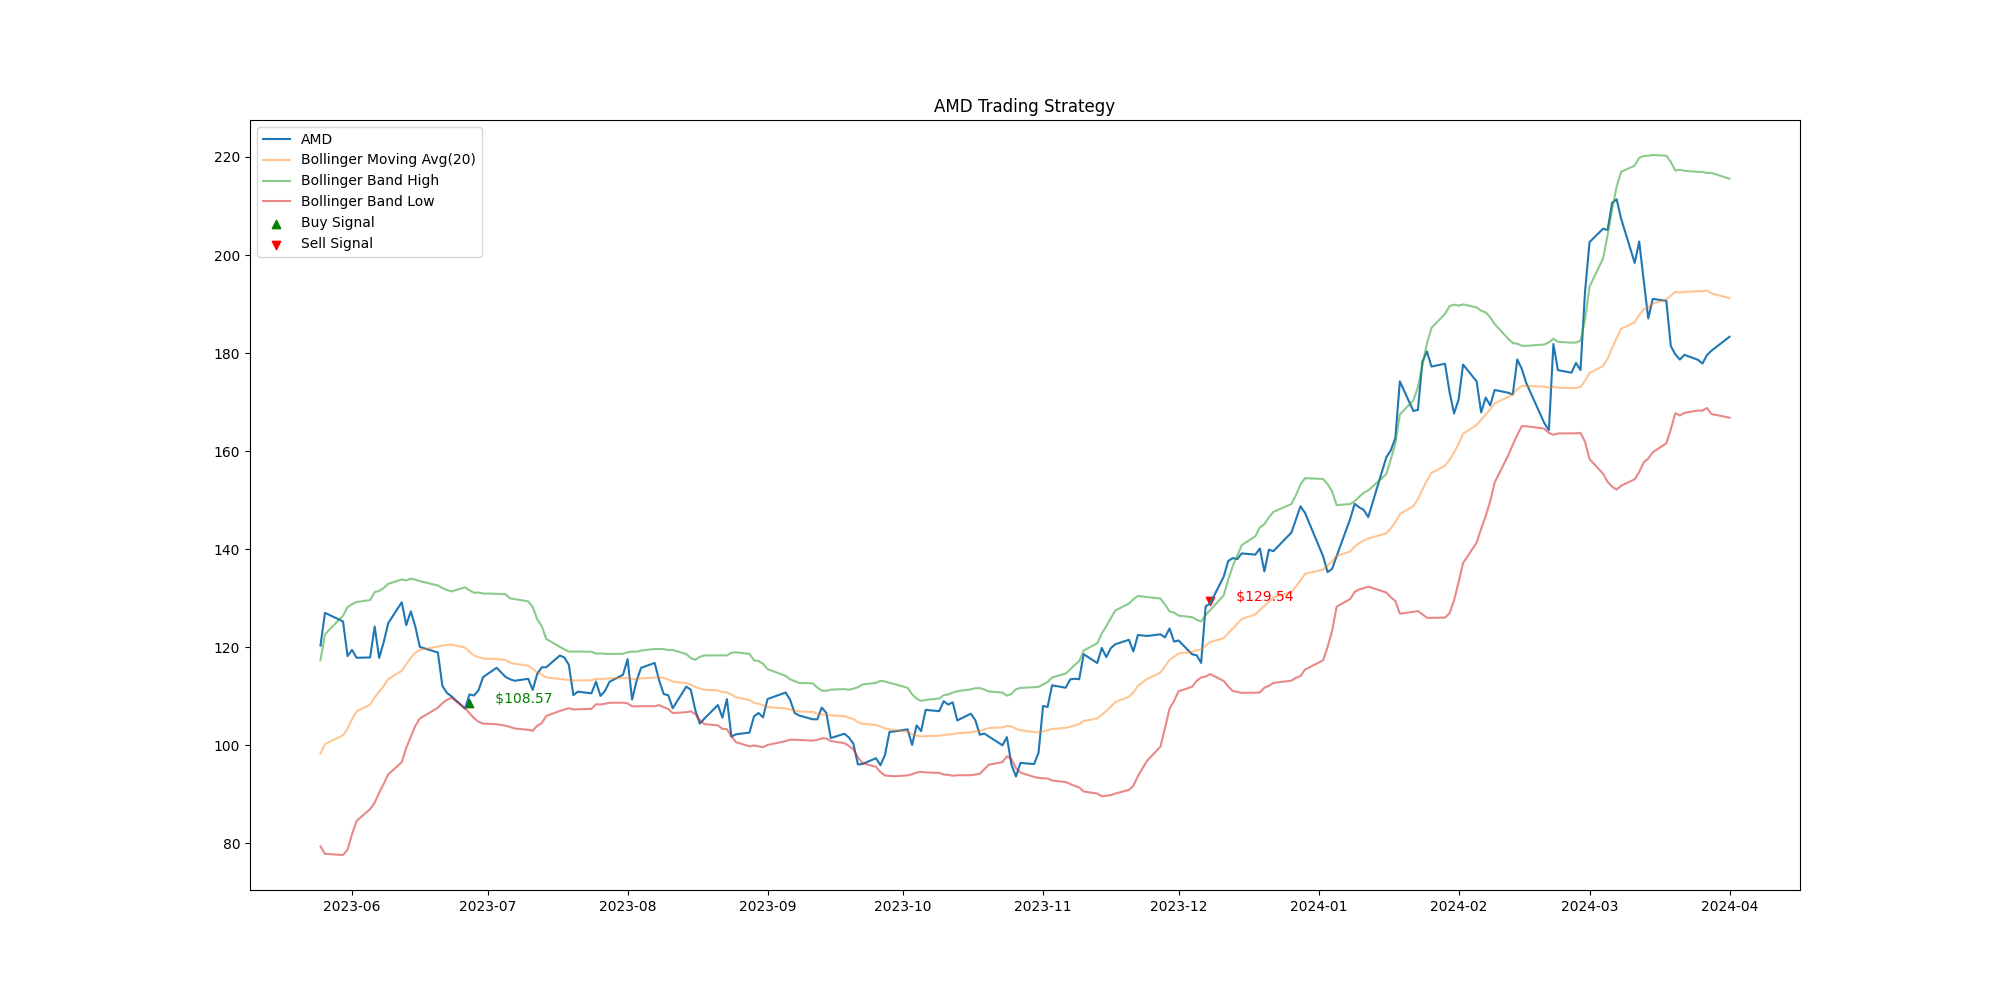 AMD Trading Strategy
AMD
Bollinger Moving Avg(20)
Bollinger Band High
Bollinger Band Low
Buy Signal
Sell Signal
220
200
180
160
140
120
100
80
$129.54
$108.57
2023-06 2023-07 2023-08 2023-09 2023-10 2023-11 2023-12 2024-01 2024-02 2024-03 2024-04